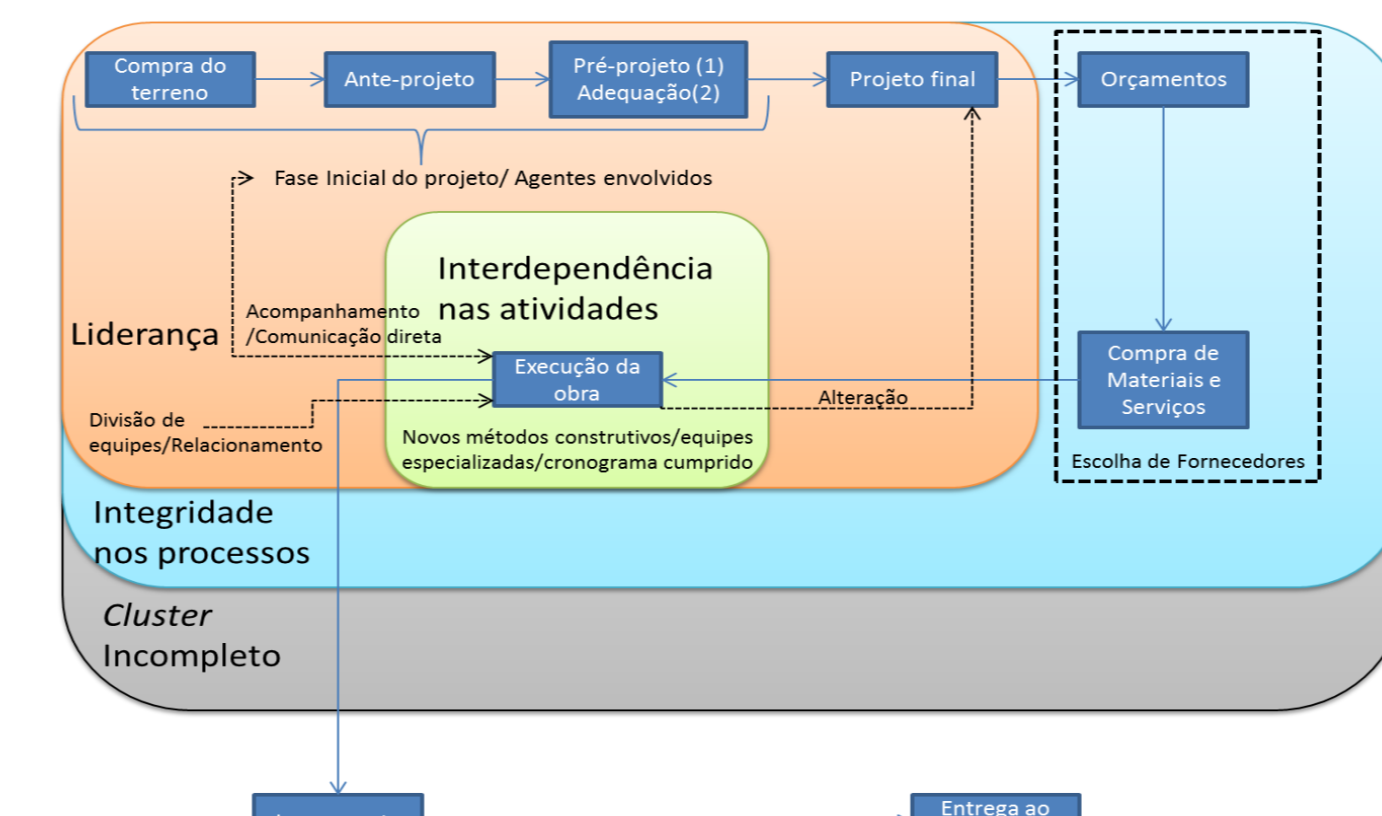 Compra do
terreno
Ante-projeto
Pré-projeto (1)
Adequação(2)
Projeto final
Orçamentos
Fase Inicial do projeto/ Agentes envolvidos
Interdependência
nas atividades
Liderança
Acompanhamento
/Comunicação direta
Execução da
obra
Alteração
Compra de
Materiais e
Serviços
Divisão de
equipes/Relacionamento
Novos métodos construtivos/equipes
especializadas/cronograma cumprido
Escolha de Fornecedores
Integridade
nos processos
Cluster
Incompleto
Entrega ao